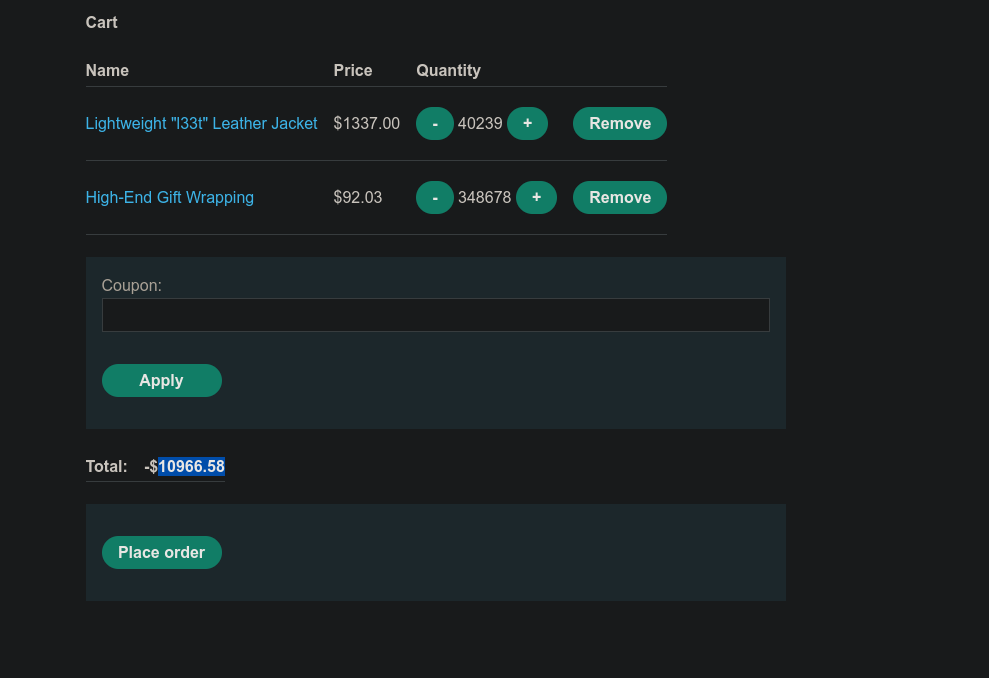 Cart
Name Price Quantity
Lightweight "l33t" Leather Jacket $1337.00 - 40239 + Remove
High-End Gift Wrapping $92.03 - 348678 + Remove
Coupon:
Apply
Total: -$10966.58
Place order